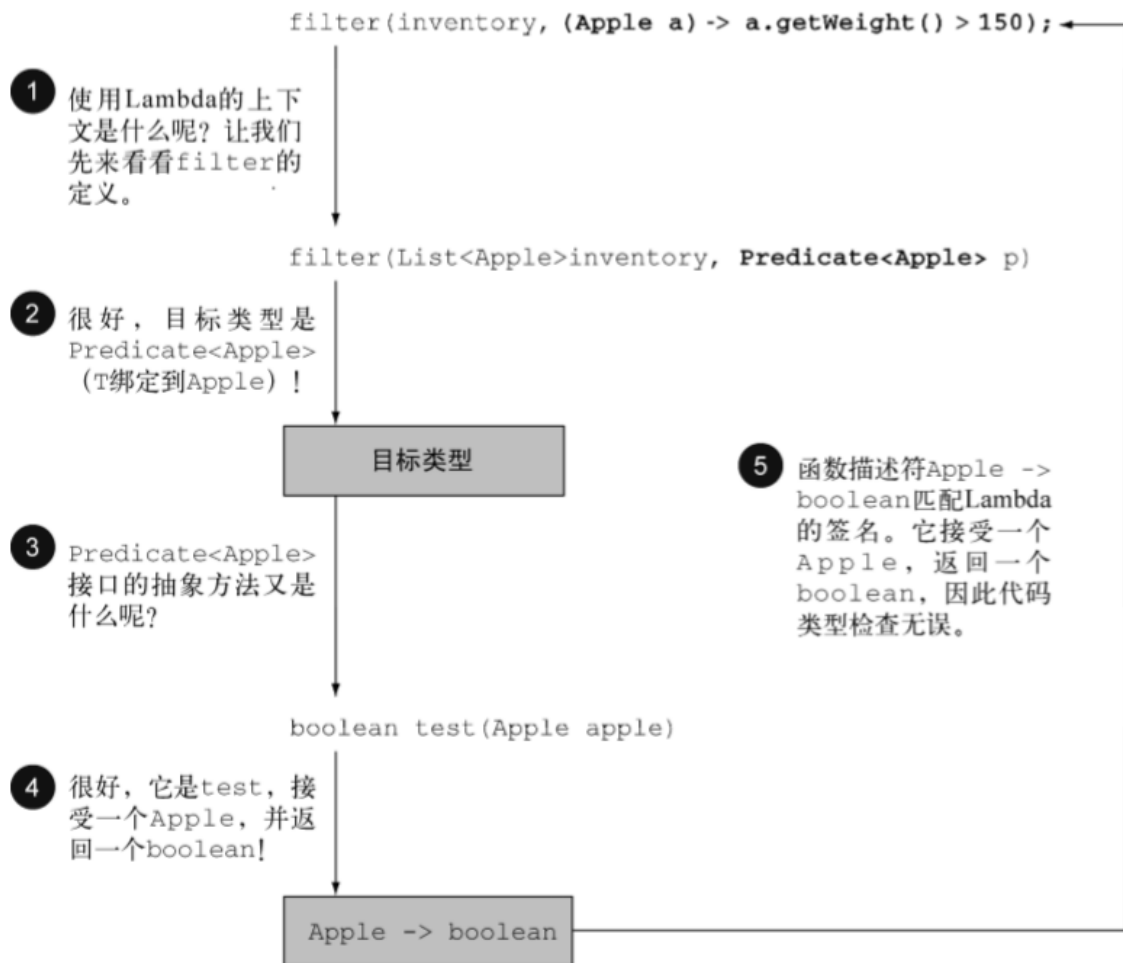 filter(inventory, (Apple a) -> a.getWeight() > 150);
1
使用Lambda的上下
文是什么呢？让我们
先来看看filter的
定义。
filter(List<Apple>inventory, Predicate<Apple> p)
2
很好，目标类型是
Predicate<Apple>
（T绑定到Apple）！
目标类型
3
Predicate<Apple>
接口的抽象方法又是
什么呢？
5
函数描述符Apple ->
boolean匹配Lambda
的签名。它接受一个
Apple，返回一个
boolean，因此代码
类型检查无误。
boolean test(Apple apple)
4
很好，它是test，接
受一个Apple，并返
回一个boolean！
Apple -> boolean